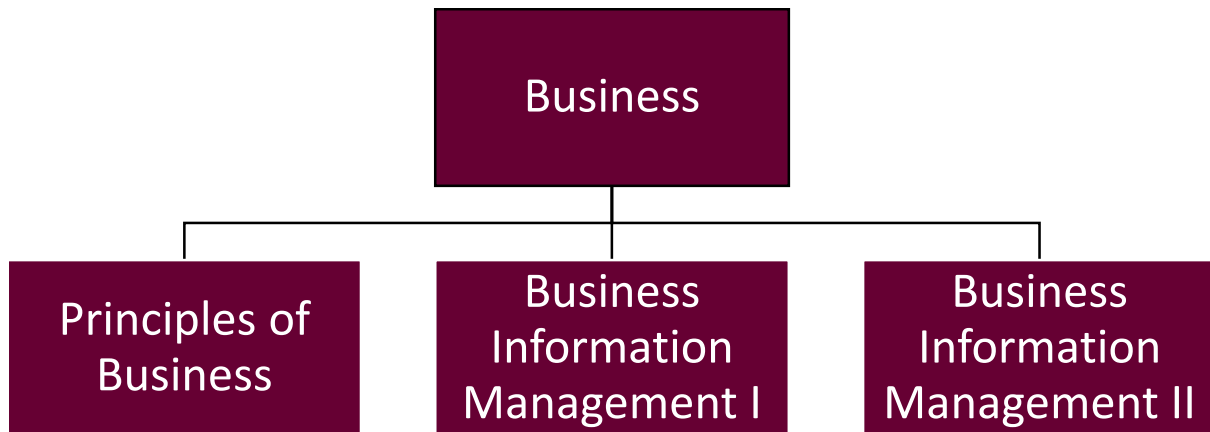 Business
Principles of
Business
Business
Information
Management I
Business
Information
Management II